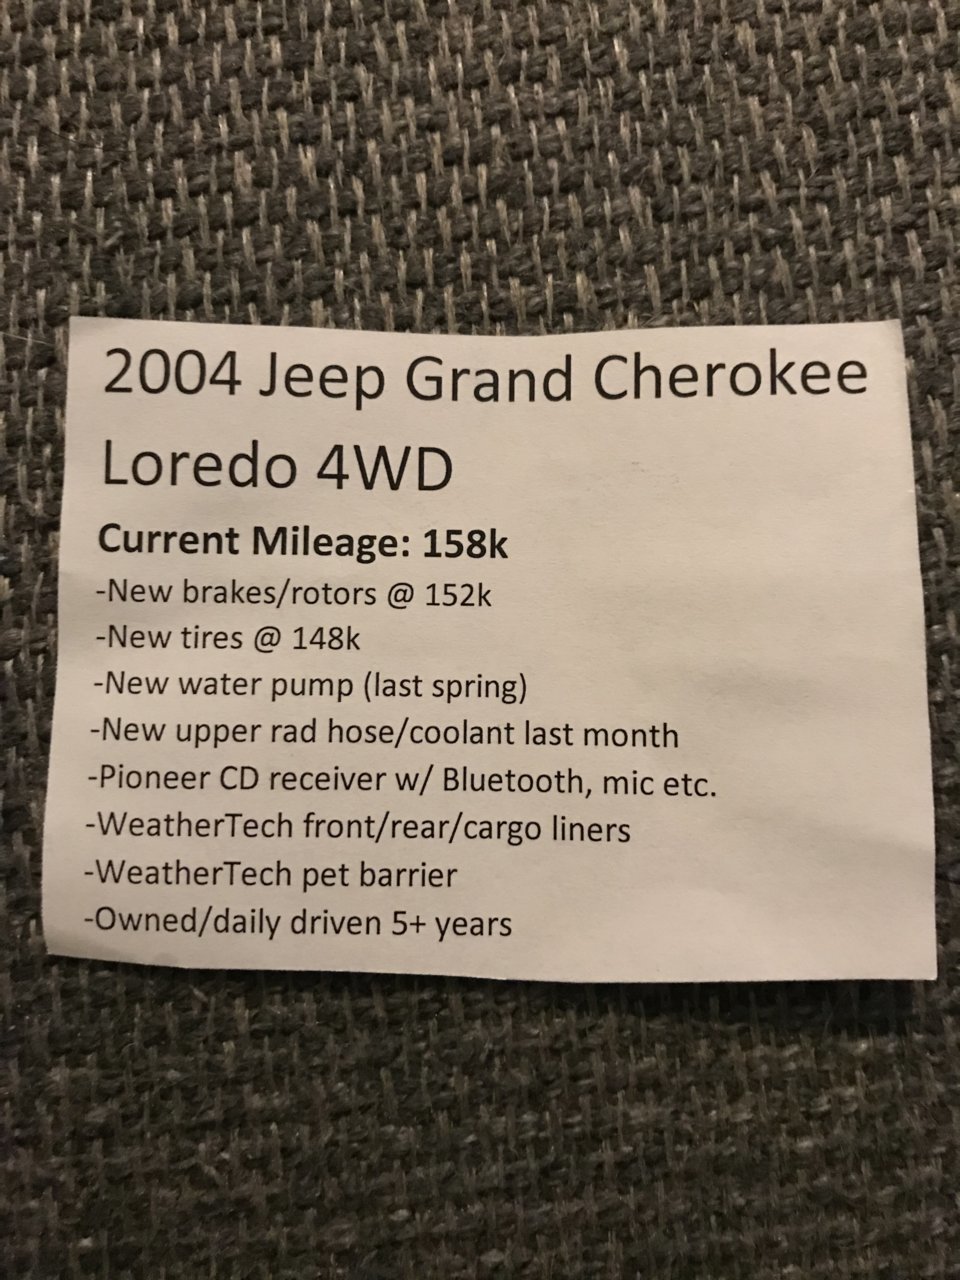 2004 Jeep Grand Cherokee
Loredo 4WD
Current Mileage: 158k
-New brakes/rotors @ 152k
-New tires @ 148k
-New water pump (last spring)
-New upper rad hose/coolant last month
-Pioneer CD receiver w/ Bluetooth, mic etc.
-WeatherTech front/rear/cargo liners
-WeatherTech pet barrier
-Owned/daily driven 5+ years